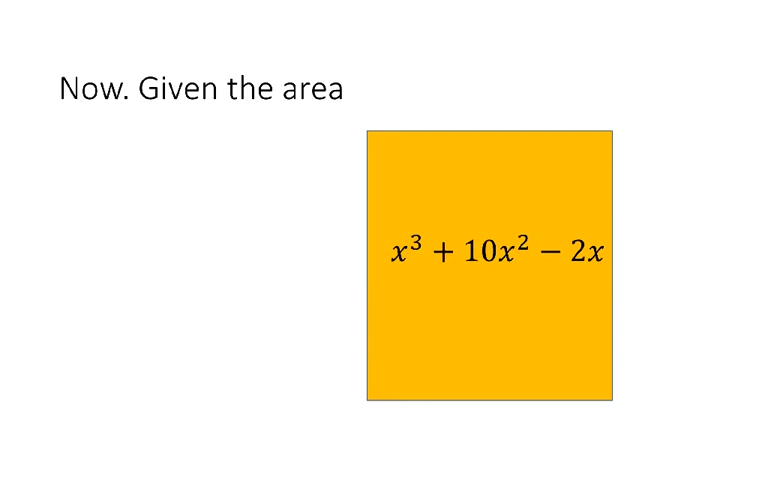 Now. Given the area
x³ + 10x² − 2x